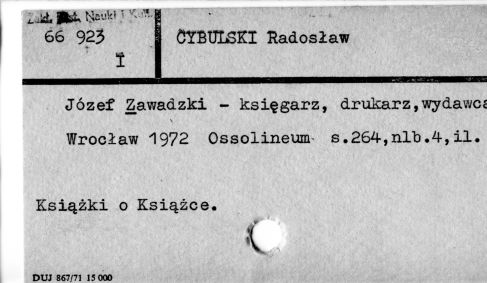 Zakł. Hist. Nauki i Kult.
66 923
I
CYBULSKI Radosław
Józef Zawadzki - księgarz, drukarz,wydawca
Wrocław 1972 Ossolineum s.264,nlb.4,il.
Książki o Książce.
DUJ 867/71 15 000